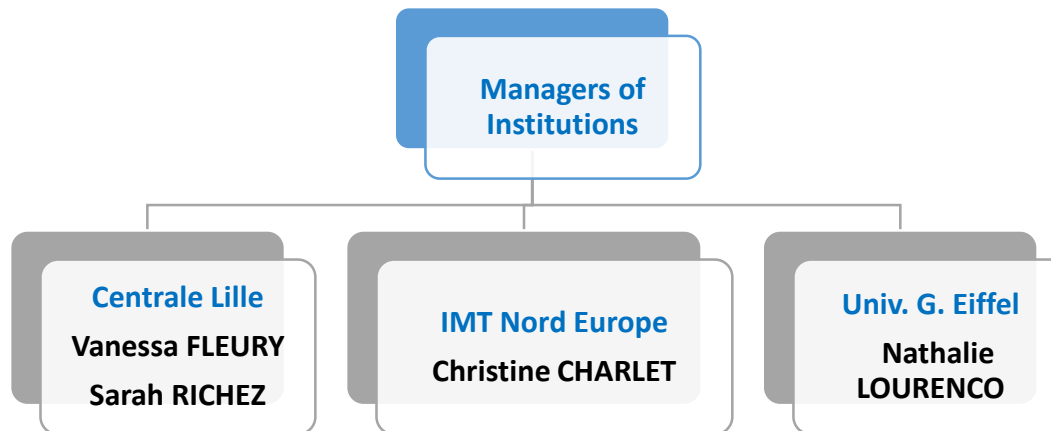 Managers of
Institutions
Centrale Lille
Vanessa FLEURY
Sarah RICHEZ
IMT Nord Europe
Christine CHARLET
Univ. G. Eiffel
Nathalie
LOURENCO